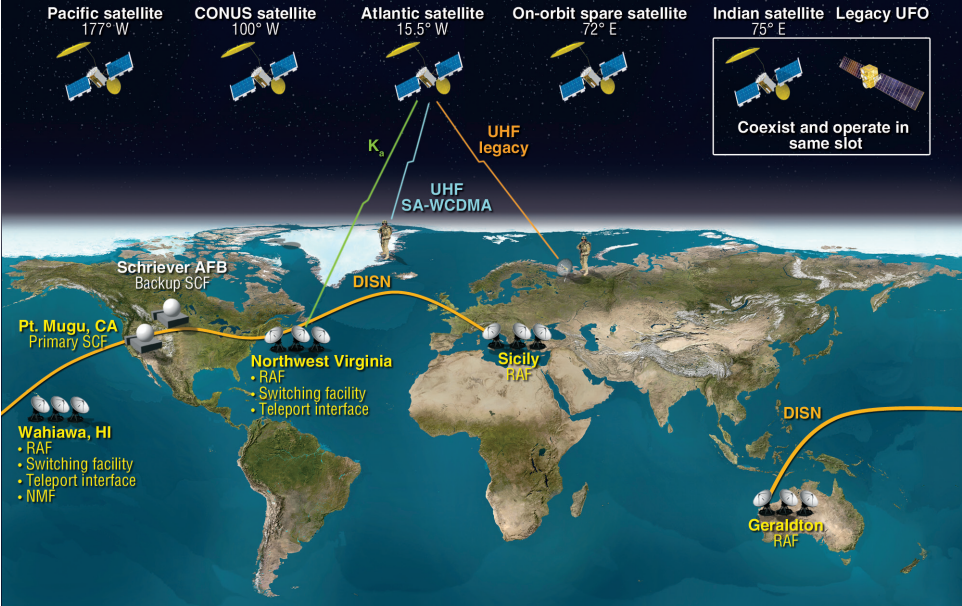 Pacific satellite
177° W
CONUS satellite
100° W
Atlantic satellite
15.5° W
On-orbit spare satellite
72° E
Indian satellite
75° E
Legacy UFO
Coexist and operate in
same slot
Ka
UHF
SA-WCDMA
UHF
legacy
Schriever AFB
Backup SCF
DISN
Pt. Mugu, CA
Primary SCF
Northwest Virginia
• RAF
• Switching facility
• Teleport interface
Sicily
RAF
Wahiawa, HI
• RAF
• Switching facility
• Teleport interface
• NMF
DISN
Geraldton
RAF